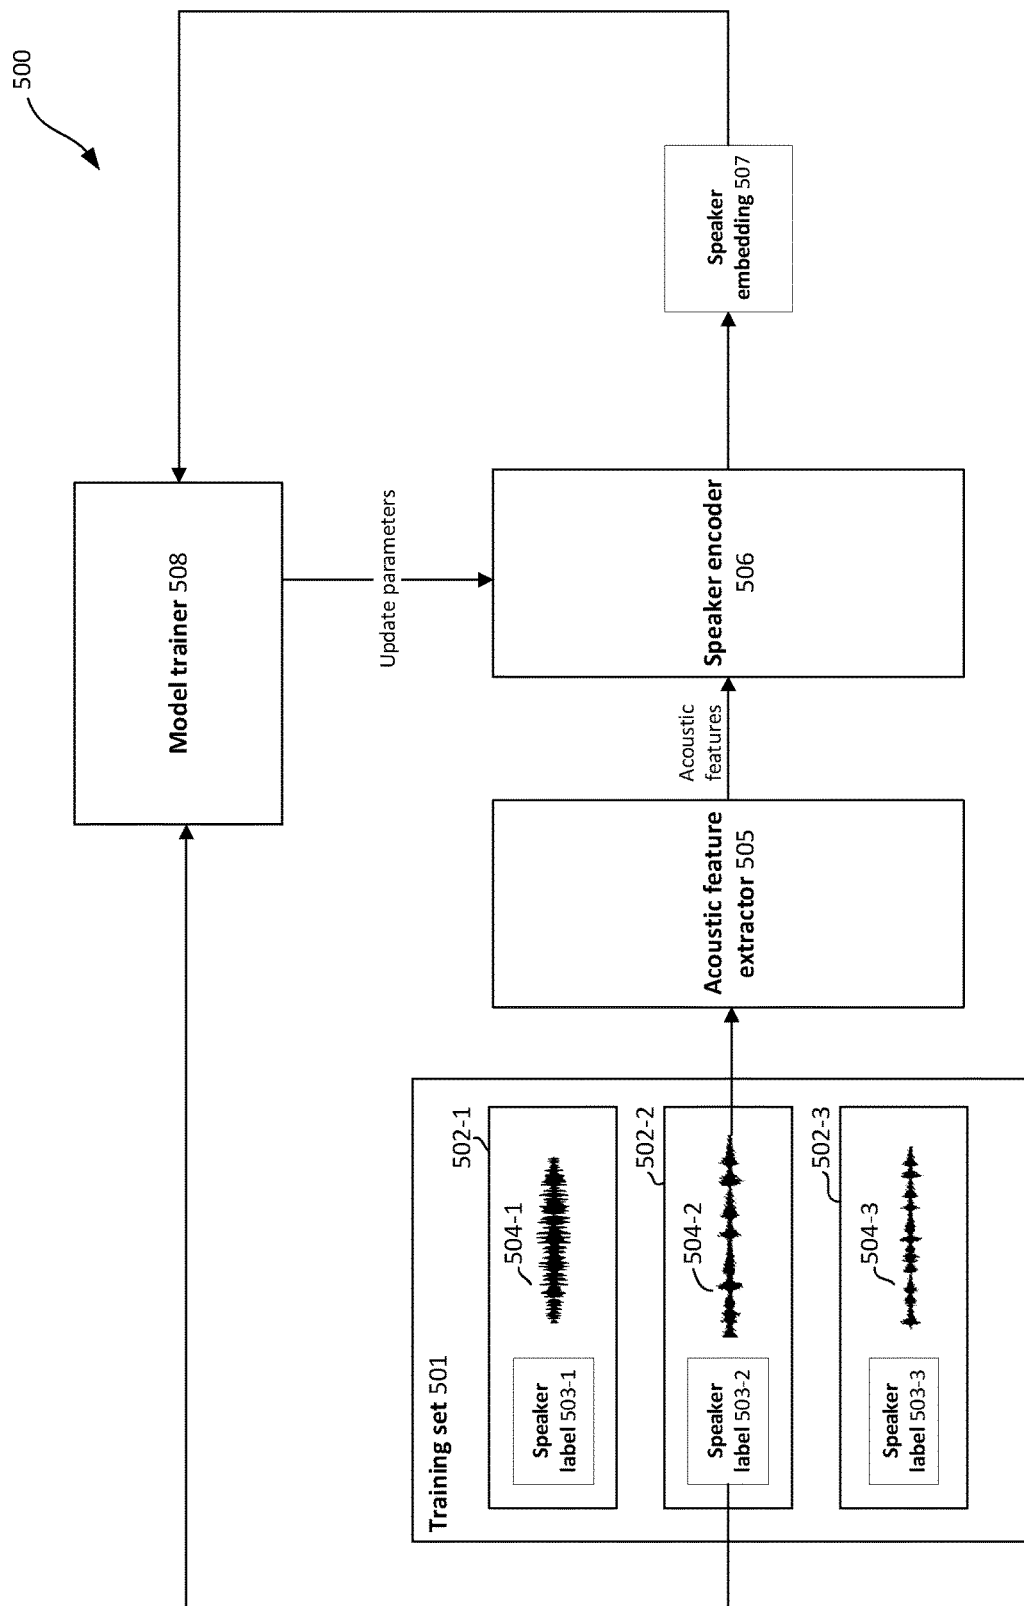 500
Model trainer 508
Update parameters
Training set 501
502-1
504-1
Speaker
label 503-1
502-2
504-2
Speaker
label 503-2
502-3
504-3
Speaker
label 503-3
Acoustic feature
extractor 505
Acoustic
features
Speaker encoder
506
Speaker
embedding 507